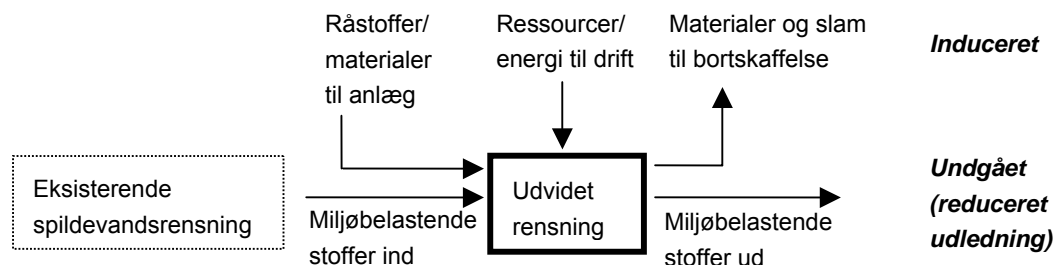 Råstoffer/
materialer
til anlæg
Ressourcer/
energi til drift
Materialer og slam
til bortskaffelse
Induceret
Eksisterende
spildevandsrensning
Miljøbelastende
stoffer ind
Udvidet
rensning
Miljøbelastende
stoffer ud
Undgået
(reduceret
udledning)